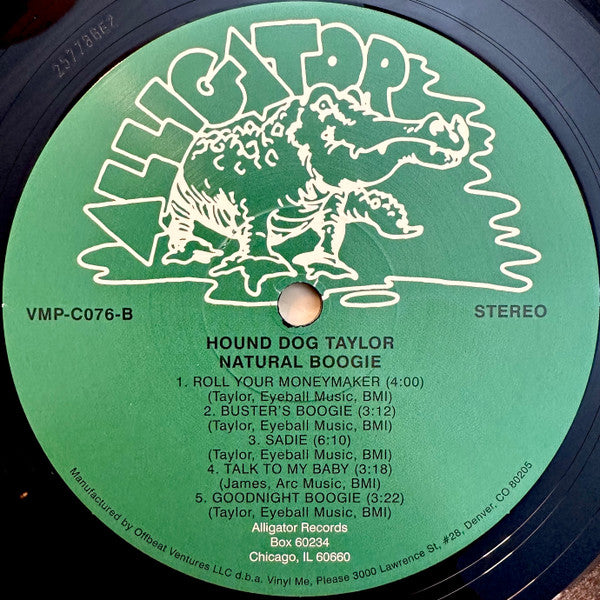 257786E2
ALLIGATOR
VMP-C076-B
STEREO
HOUND DOG TAYLOR
NATURAL BOOGIE
1. ROLL YOUR MONEYMAKER (4:00)
(Taylor, Eyeball Music, BMI)
2. BUSTER'S BOOGIE (3:12)
(Taylor, Eyeball Music, BMI)
3. SADIE (6:10)
(Taylor, Eyeball Music, BMI)
4. TALK TO MY BABY (3:18)
(James, Arc Music, BMI)
5. GOODNIGHT BOOGIE (3:22)
(Taylor, Eyeball Music, BMI)
Alligator Records
Box 60234
Chicago, IL 60660
Manufactured by Offbeat Ventures LLC d.b.a. Vinyl Me, Please 3000 Lawrence St, #28, Denver, CO 80205